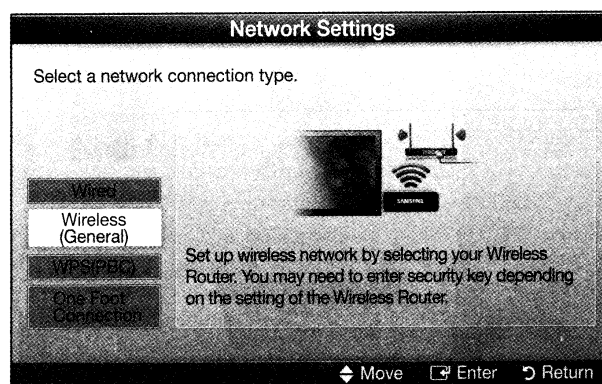 Network Settings
Select a network connection type.
Wired
Wireless
(General)
WPS(PBC)
One Foot
Connection
SAMSUNG
Set up wireless network by selecting your Wireless
Router. You may need to enter security key depending
on the setting of the Wireless Router.
Move Enter Return